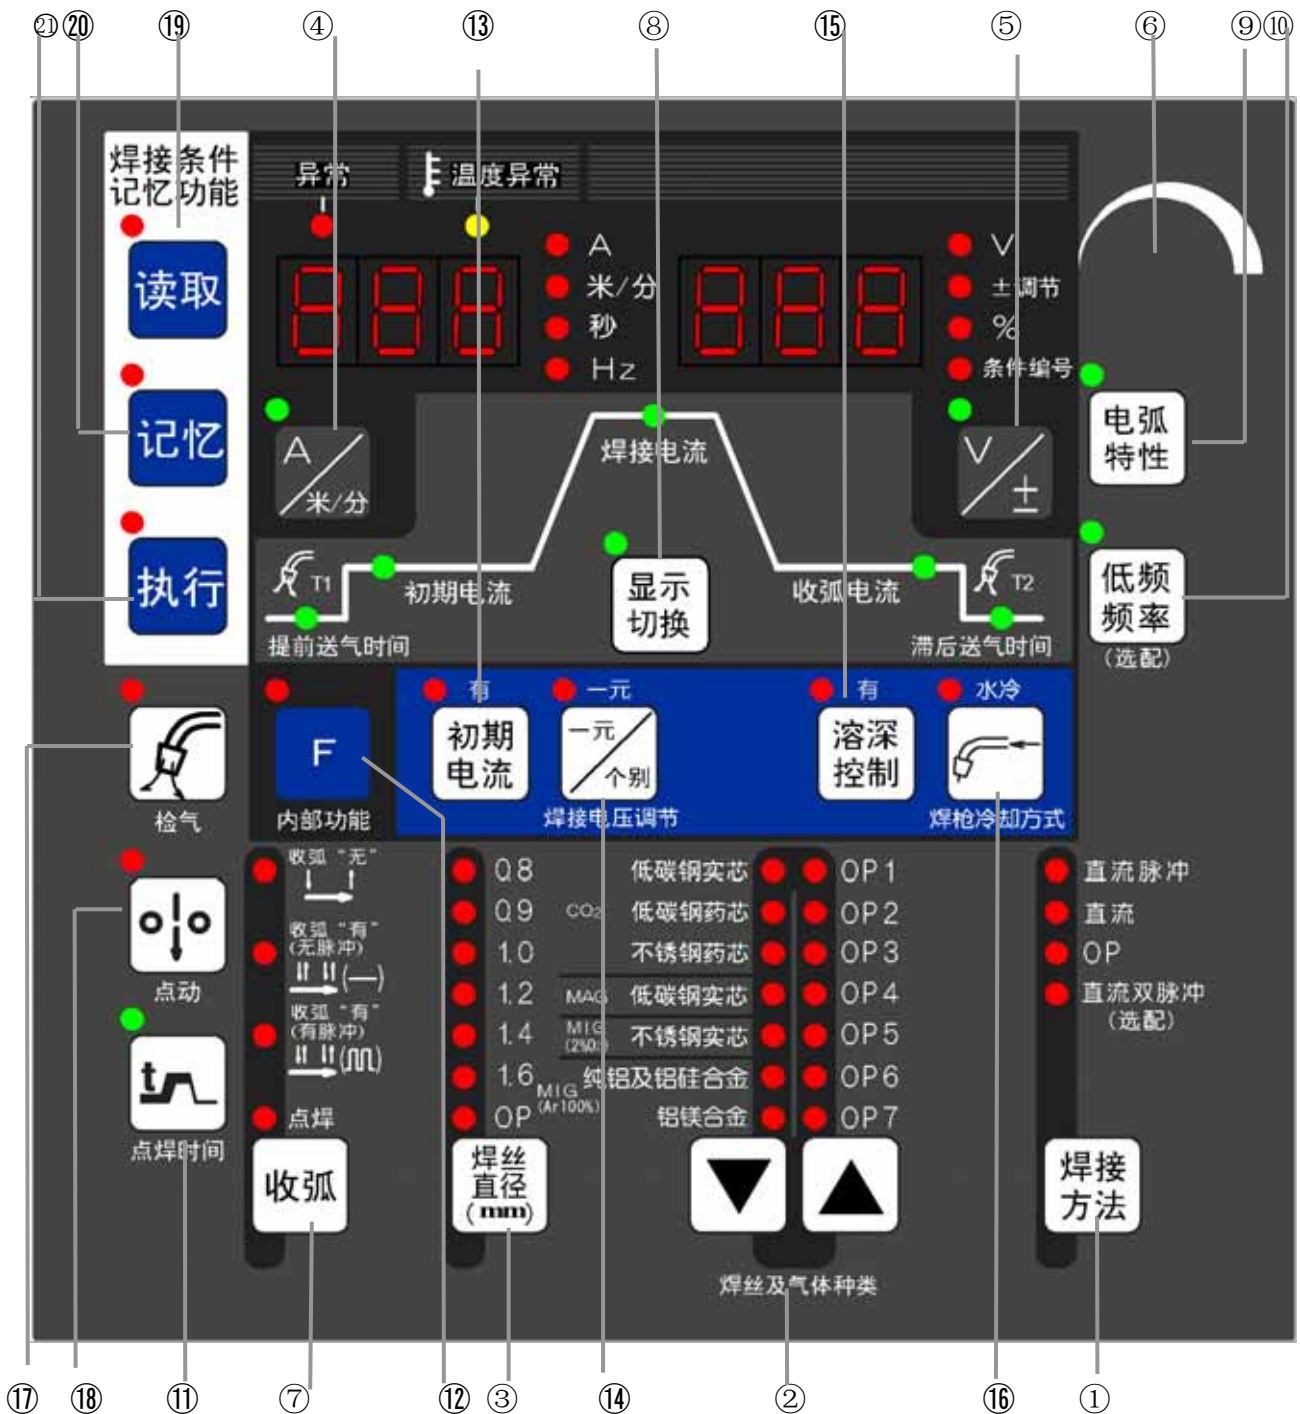 ㉑ ⑳ ⑲ ④ ⑬ ⑧ ⑮ ⑤ ⑥ ⑨ ⑩
焊接条件
记忆功能
异常
温度异常
读取
888
A
米/分
秒
Hz
888
V
±调节
%
条件编号
记忆
A/米/分
焊接电流
V/±
电弧
特性
执行
T1
初期电流
提前送气时间
显示
切换
收弧电流
T2
滞后送气时间
低频
频率
(选配)
检气
F
内部功能
有
初期
电流
一元
一元/个别
焊接电压调节
有
溶深
控制
水冷
焊枪冷却方式
点动
t
点焊时间
收弧 “无”
收弧 “有”
(无脉冲)
(—)
收弧 “有”
(有脉冲)
点焊
收弧
0.8
0.9
1.0
1.2
1.4
1.6
OP
焊丝
直径
(mm)
低碳钢实芯
CO₂ 低碳钢药芯
不锈钢药芯
MAG 低碳钢实芯
MIG 不锈钢实芯
纯铝及铝硅合金
MIG
(Ar100%)
铝镁合金
OP1
OP2
OP3
OP4
OP5
OP6
OP7
▼ ▲
焊丝及气体种类
直流脉冲
直流
OP
直流双脉冲
(选配)
焊接
方法
⑰ ⑱ ⑪ ⑦ ⑫ ③ ⑭ ② ⑯ ①